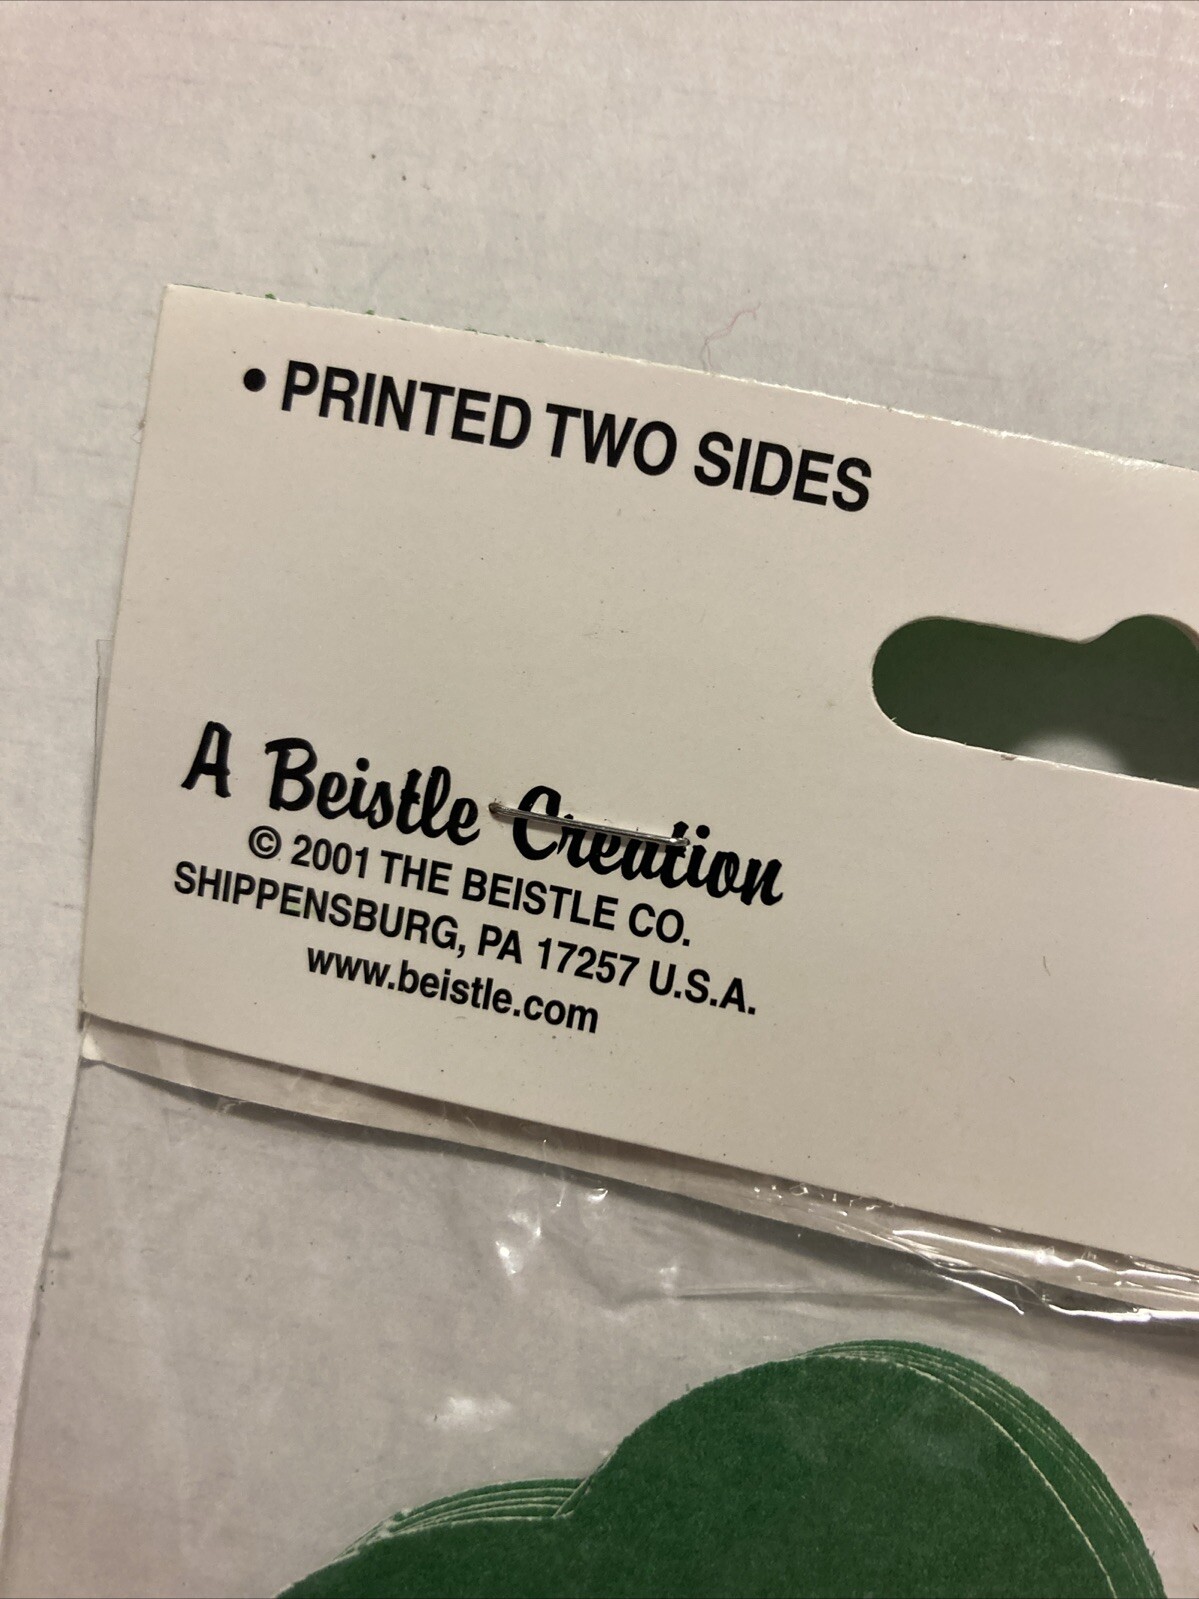 • PRINTED TWO SIDES
A Beistle Creation
© 2001 THE BEISTLE CO.
SHIPPENSBURG, PA 17257 U.S.A.
www.beistle.com